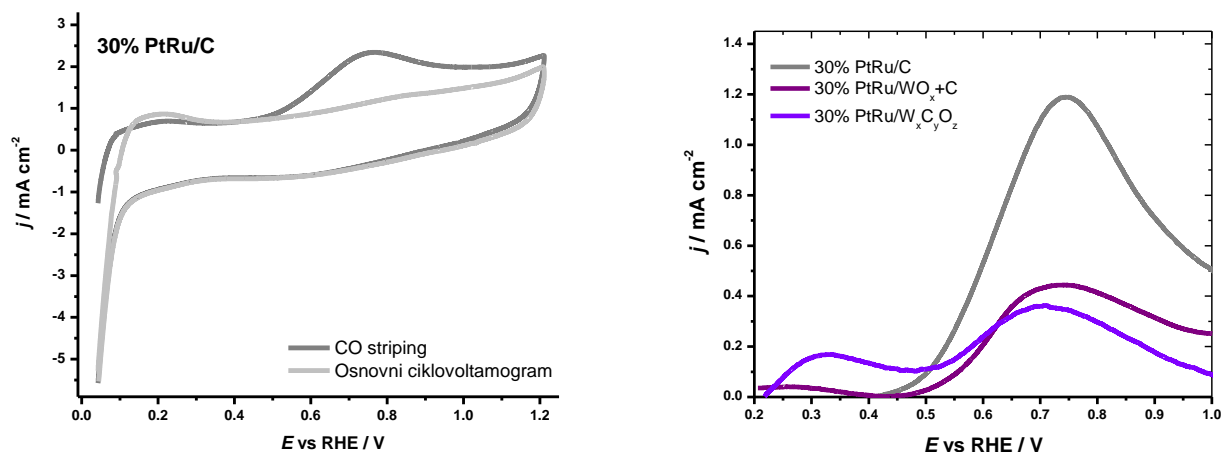 30% PtRu/C
j / mA cm-2
3
2
1
0
-1
-2
-3
-4
-5
CO striping
Osnovni ciklovoltamogram
0.0 0.2 0.4 0.6 0.8 1.0 1.2
E vs RHE / V
j / mA cm-2
1.4
1.2
1.0
0.8
0.6
0.4
0.2
0.0
30% PtRu/C
30% PtRu/WOx+C
30% PtRu/WxCyOz
0.2 0.3 0.4 0.5 0.6 0.7 0.8 0.9 1.0
E vs RHE / V